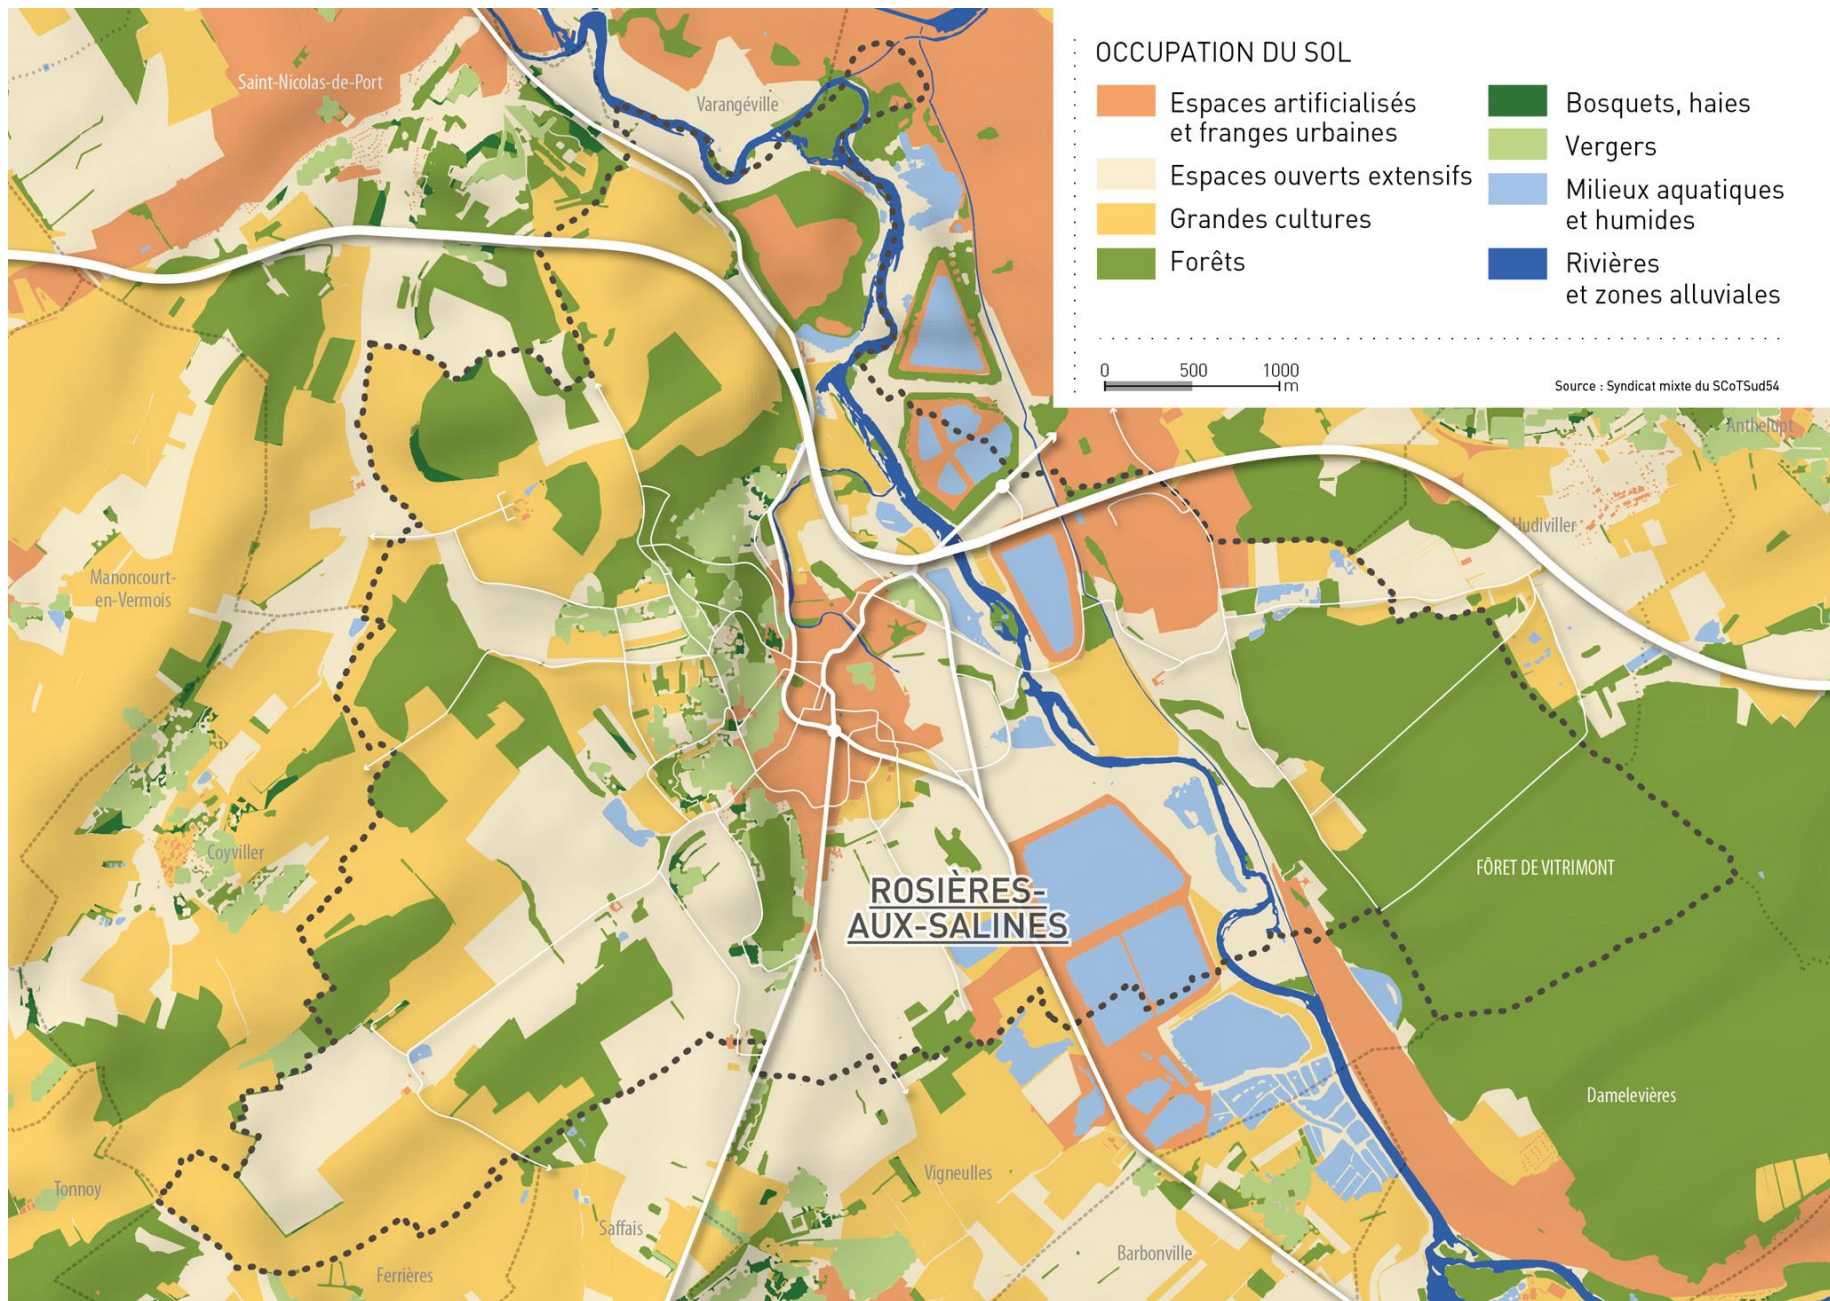 OCCUPATION DU SOL
Espaces artificialisés
et franges urbaines
Espaces ouverts extensifs
Grandes cultures
Forêts
Bosquets, haies
Vergers
Milieux aquatiques
et humides
Rivières
et zones alluviales
0 500 1000
m
Source : Syndicat mixte du SCoTSud54
Saint-Nicolas-de-Port
Varangéville
Anthelupt
Hudiviller
Manoncourt-
en-Vermois
Coyviller
FÔRET DE VITRIMONT
ROSIÈRES-
AUX-SALINES
Damelevières
Tonnoy
Vigneulles
Saffais
Barbonville
Ferrières